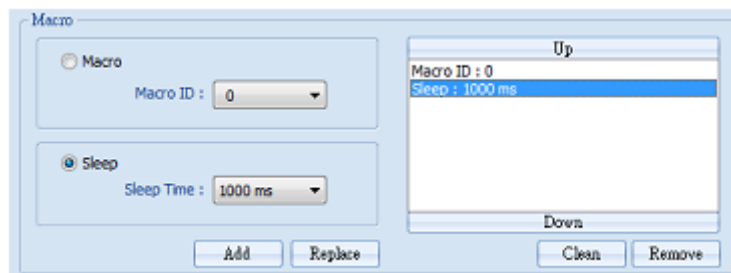 Macro
Macro
Macro ID : 0
Sleep
Sleep Time : 1000 ms
Add Replace
Up
Macro ID : 0
Sleep : 1000 ms
Down
Clean Remove